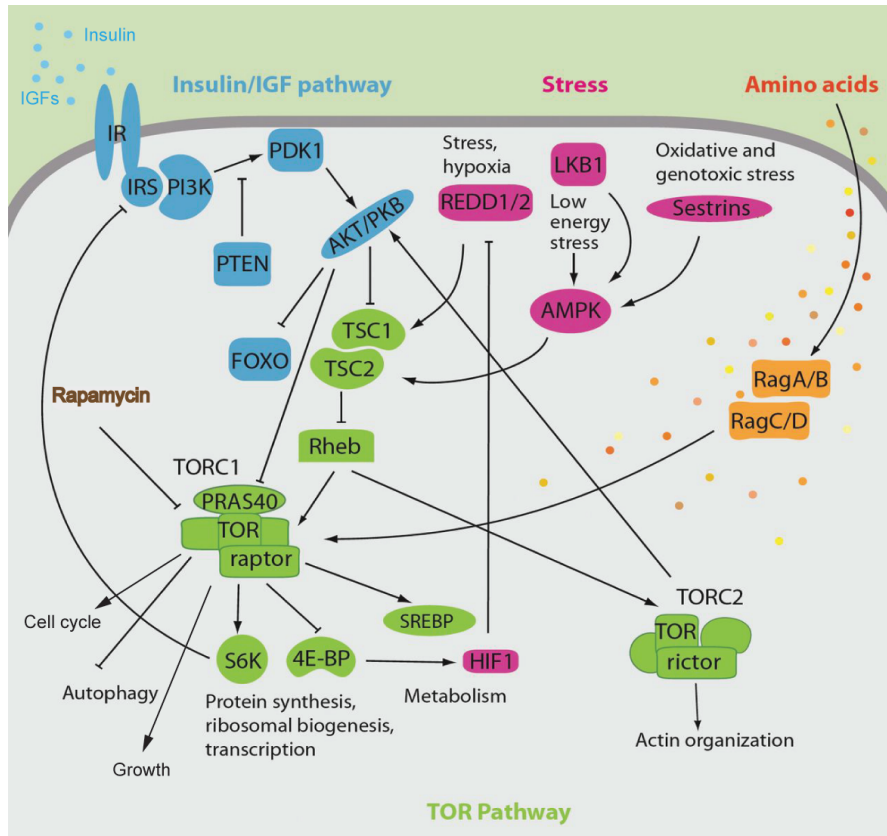 Insulin
IGFs
Insulin/IGF pathway
Stress
Amino acids
IR
IRS
PI3K
PDK1
Stress,
hypoxia
REDD1/2
LKB1
Low
energy
stress
Oxidative and
genotoxic stress
Sestrins
PTEN
AKT/PKB
AMPK
FOXO
TSC1
TSC2
RagA/B
RagC/D
Rapamycin
Rheb
TORC1
PRAS40
TOR
raptor
TORC2
TOR
rictor
Cell cycle
SREBP
S6K
4E-BP
HIF1
Autophagy
Protein synthesis,
ribosomal biogenesis,
transcription
Metabolism
Actin organization
Growth
TOR Pathway